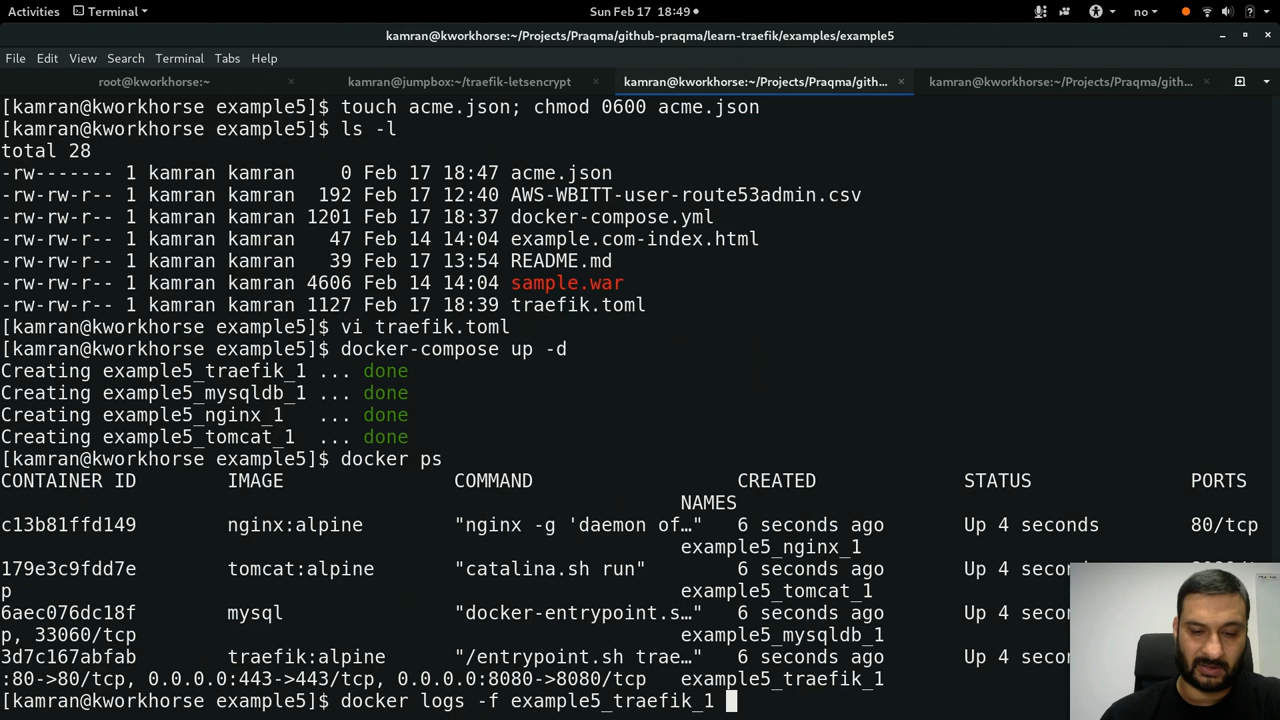 Activities Terminal Sun Feb 17 18:49 no
kamran@kworkhorse:~/Projects/Praqma/github-praqma/learn-traefik/examples/example5
File Edit View Search Terminal Tabs Help
root@kworkhorse:~ kamran@jumpbox:~/traefik-letsencrypt kamran@kworkhorse:~/Projects/Praqma/gith... kamran@kworkhorse:~/Projects/Praqma/gith...
[kamran@kworkhorse example5]$ touch acme.json; chmod 0600 acme.json
[kamran@kworkhorse example5]$ ls -l
total 28
-rw------- 1 kamran kamran 0 Feb 17 18:47 acme.json
-rw-rw-r-- 1 kamran kamran 192 Feb 17 12:40 AWS-WBITT-user-route53admin.csv
-rw-rw-r-- 1 kamran kamran 1201 Feb 17 18:37 docker-compose.yml
-rw-rw-r-- 1 kamran kamran 47 Feb 14 14:04 example.com-index.html
-rw-rw-r-- 1 kamran kamran 39 Feb 17 13:54 README.md
-rw-rw-r-- 1 kamran kamran 4606 Feb 14 14:04 sample.war
-rw-rw-r-- 1 kamran kamran 1127 Feb 17 18:39 traefik.toml
[kamran@kworkhorse example5]$ vi traefik.toml
[kamran@kworkhorse example5]$ docker-compose up -d
Creating example5_traefik_1 ... done
Creating example5_mysqldb_1 ... done
Creating example5_nginx_1 ... done
Creating example5_tomcat_1 ... done
[kamran@kworkhorse example5]$ docker ps
CONTAINER ID IMAGE COMMAND CREATED STATUS PORTS
NAMES
c13b81ffd149 nginx:alpine "nginx -g 'daemon of…" 6 seconds ago Up 4 seconds 80/tcp
example5_nginx_1
179e3c9fdd7e tomcat:alpine "catalina.sh run" 6 seconds ago Up 4 seconds
p example5_tomcat_1
6aec076dc18f mysql "docker-entrypoint.s…" 6 seconds ago Up 4 seconds
p, 33060/tcp example5_mysqldb_1
3d7c167abfab traefik:alpine "/entrypoint.sh trae…" 6 seconds ago Up 4 seconds
:80->80/tcp, 0.0.0.0:443->443/tcp, 0.0.0.0:8080->8080/tcp example5_traefik_1
[kamran@kworkhorse example5]$ docker logs -f example5_traefik_1